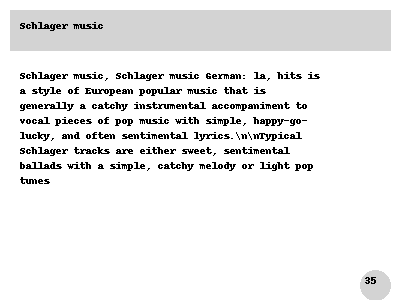 Schlager music
Schlager music, Schlager music German: la, hits is
a style of European popular music that is
generally a catchy instrumental accompaniment to
vocal pieces of pop music with simple, happy-go-
lucky, and often sentimental lyrics.\n\nTypical
Schlager tracks are either sweet, sentimental
ballads with a simple, catchy melody or light pop
tunes
35